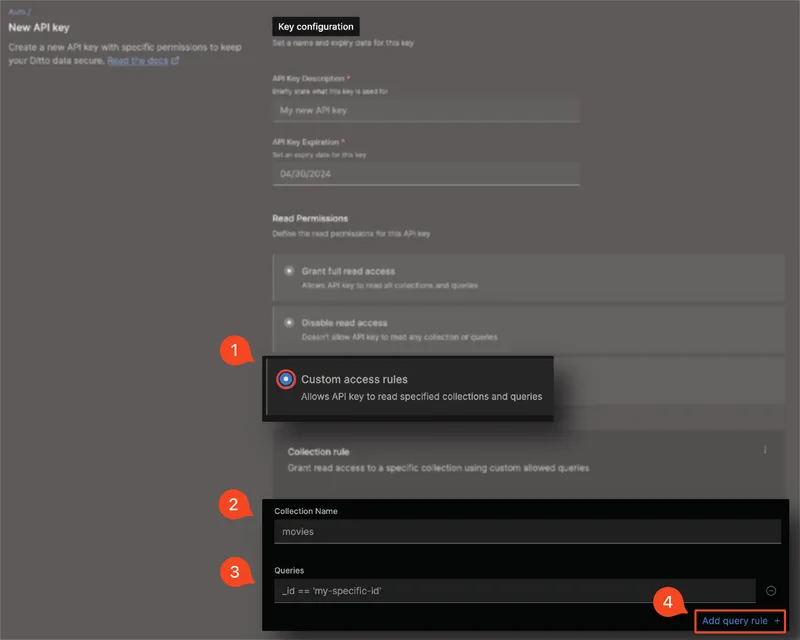 Auto /
New API key
Create a new API key with specific permissions to keep
your Ditto data secure. Read the docs
Key configuration
Set a name and expiry date for this key
API Key Description *
Briefly state what this key is used for
My new API key
API Key Expiration *
Set an expiry date for this key
04/30/2024
Read Permissions
Define the read permissions for this API key
Grant full read access
Allows API key to read all collections and queries
Disable read access
Doesn't allow API key to read any collection or queries
1
Custom access rules
Allows API key to read specified collections and queries
Collection rule
Grant read access to a specific collection using custom allowed queries
2
Collection Name
movies
3
Queries
_id == 'my-specific-id'
4
Add query rule +